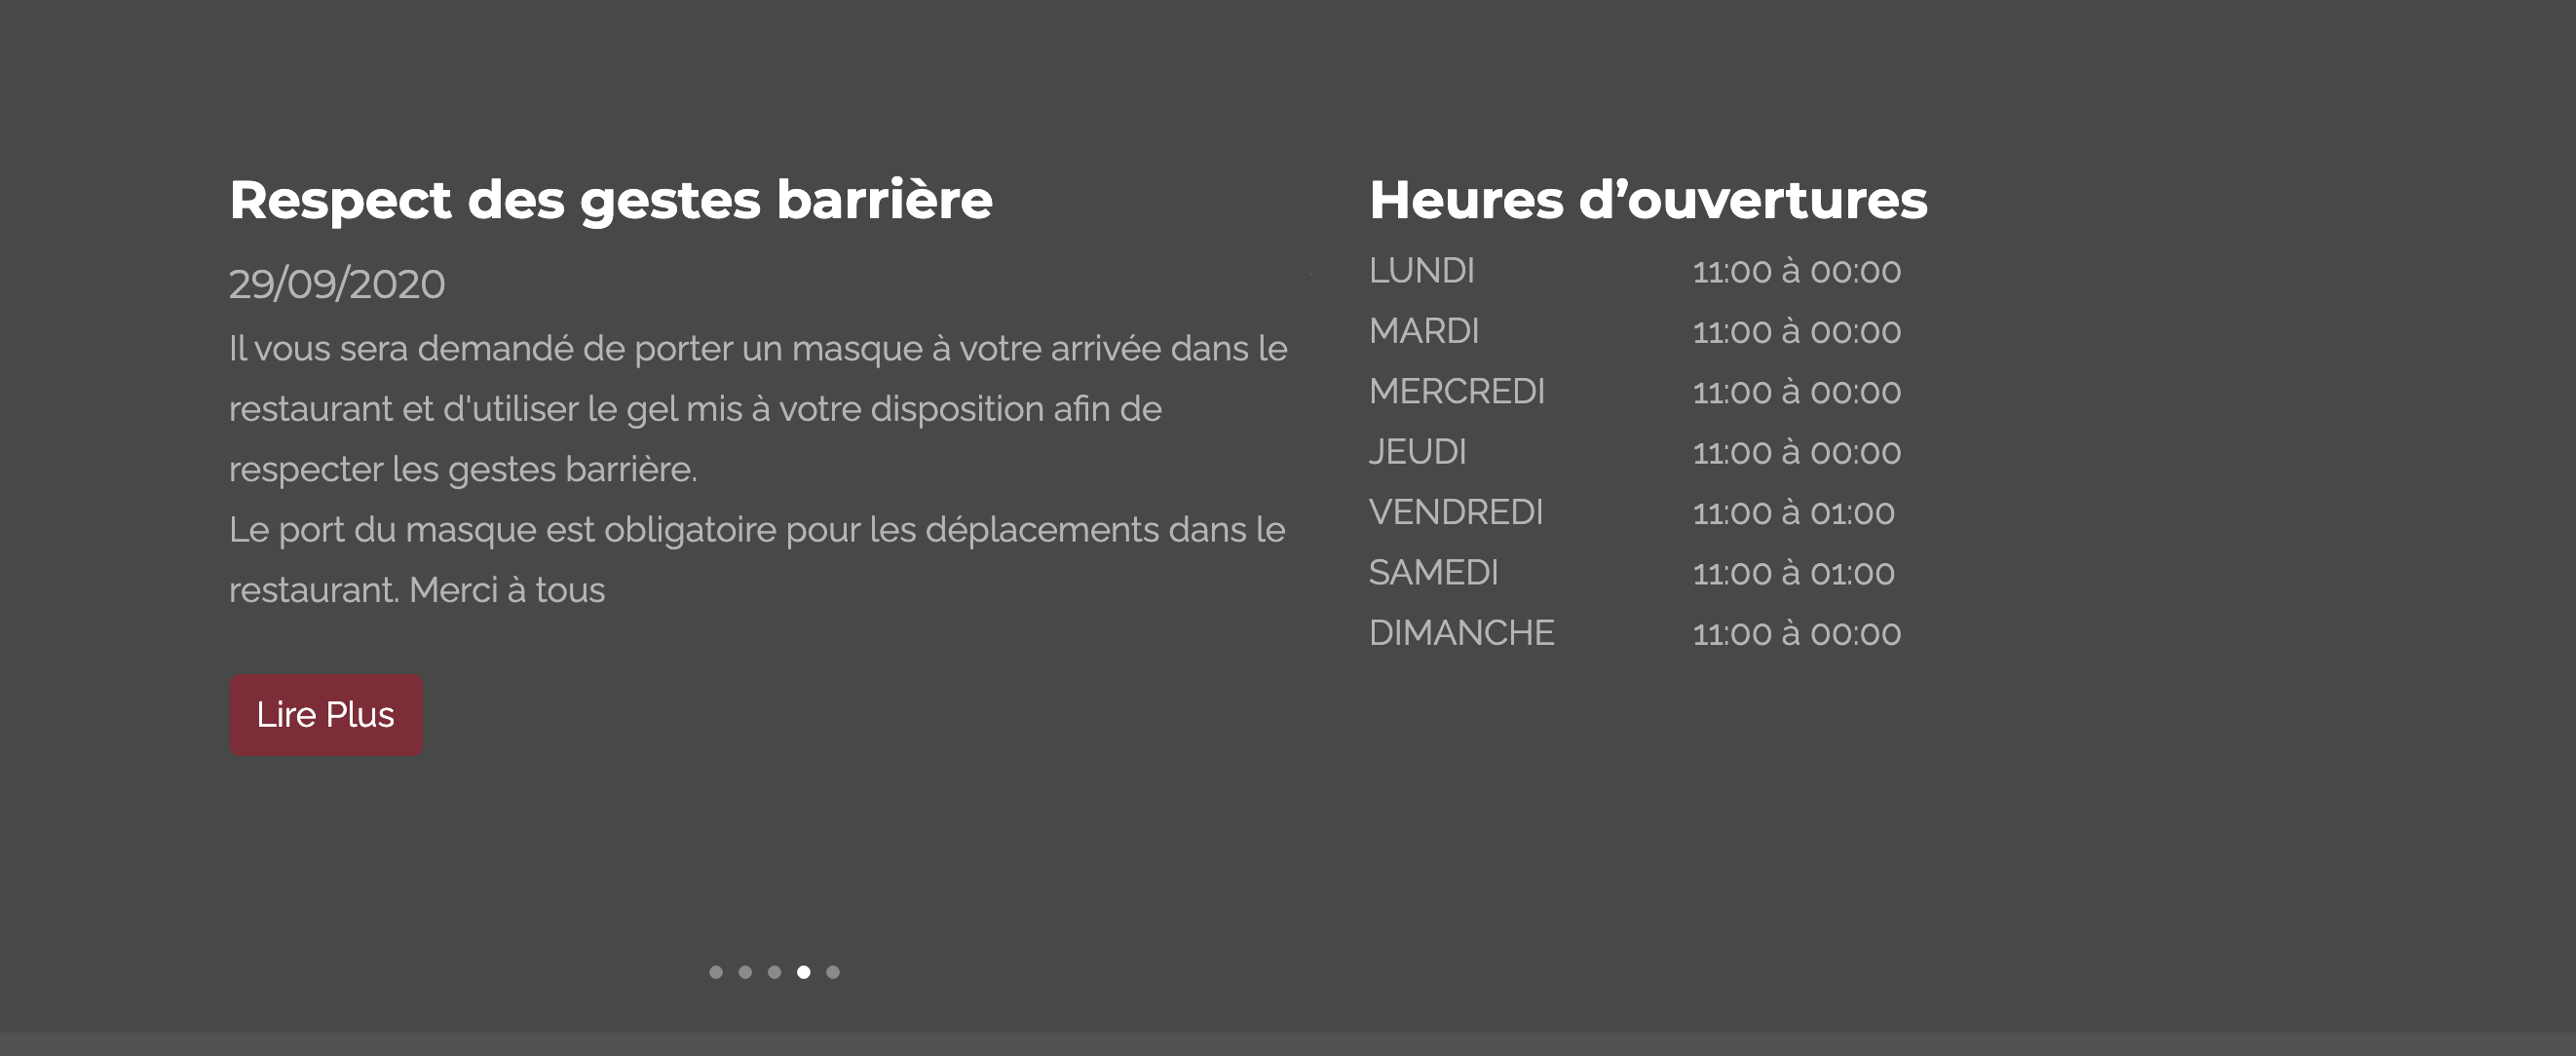 Respect des gestes barrière
29/09/2020
Il vous sera demandé de porter un masque à votre arrivée dans le
restaurant et d'utiliser le gel mis à votre disposition afin de
respecter les gestes barrière.
Le port du masque est obligatoire pour les déplacements dans le
restaurant. Merci à tous
Lire Plus
Heures d’ouvertures
LUNDI 11:00 à 00:00
MARDI 11:00 à 00:00
MERCREDI 11:00 à 00:00
JEUDI 11:00 à 00:00
VENDREDI 11:00 à 01:00
SAMEDI 11:00 à 01:00
DIMANCHE 11:00 à 00:00